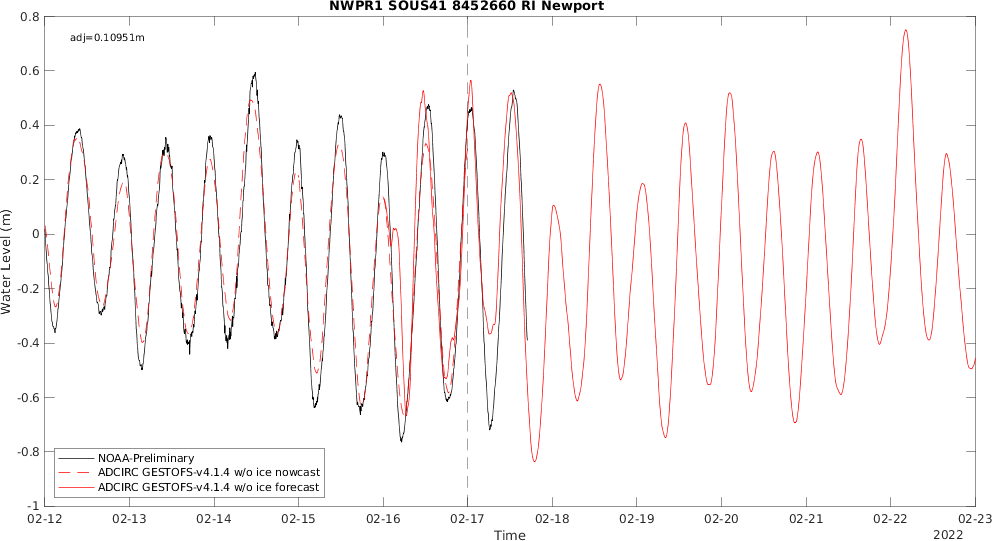 NWPR1 SOUS41 8452660 RI Newport
adj=0.10951m
0.8
0.6
0.4
0.2
0
-0.2
-0.4
-0.6
-0.8
-1
Water Level (m)
NOAA-Preliminary
ADCIRC GESTOFS-v4.1.4 w/o ice nowcast
ADCIRC GESTOFS-v4.1.4 w/o ice forecast
02-12 02-13 02-14 02-15 02-16 02-17 02-18 02-19 02-20 02-21 02-22 02-23
Time
2022